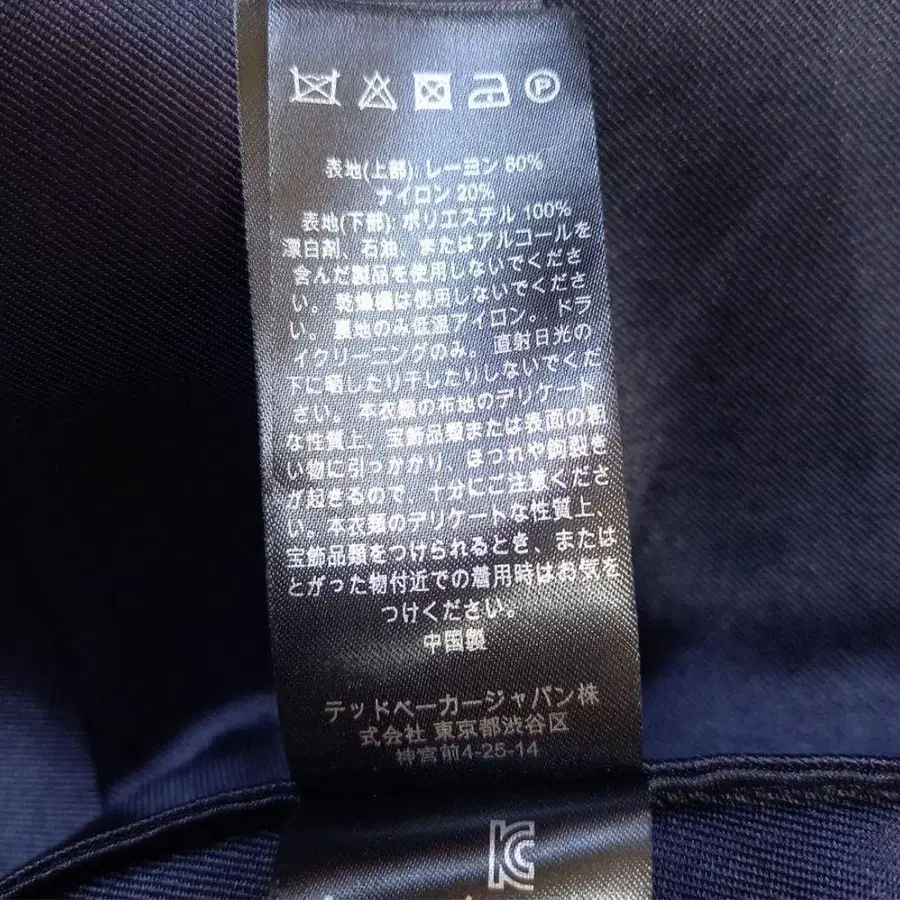 P
表地(上部): レーヨン 80%
ナイロン 20%
表地(下部): ポリエステル 100%
漂白剤、石油、またはアルコールを
含んだ製品を使用しないでくださ
い。乾燥機は使用しないでくださ
い。裏地のみ低温アイロン。ドラ
イクリーニングのみ。直射日光の
下に晒したり干したりしないでくだ
さい。本衣類の布地のデリケート
な性質上、宝飾品類または表面の粗
い物に引っかかり、ほつれや鉤裂き
が起きるので、十分にご注意くださ
い。本衣類のデリケートな性質上、
宝飾品類をつけられるとき、または
とがった物付近での着用時はお気を
つけください。
中国製
テッドベーカージャパン株
式会社 東京都渋谷区
神宮前4-25-14